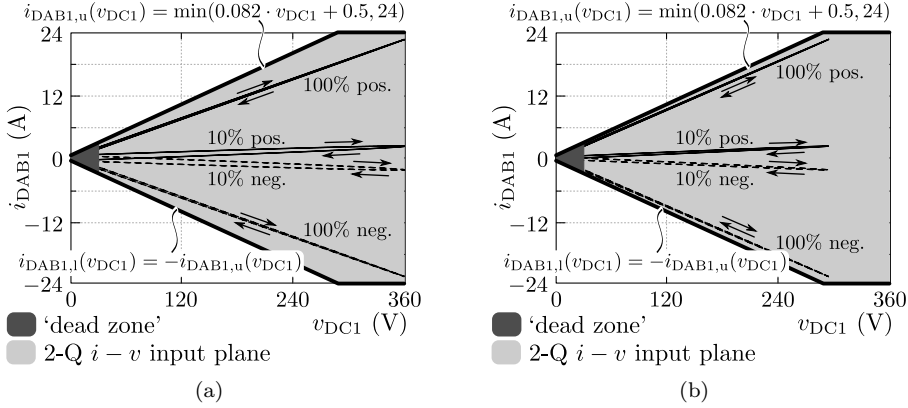 i_DAB1,u(v_DC1) = min(0.082 · v_DC1 + 0.5, 24)
24
12
0
−12
−24
i_DAB1 (A)
100% pos.
10% pos.
10% neg.
100% neg.
i_DAB1,l(v_DC1) = −i_DAB1,u(v_DC1)
0
120
240
360
v_DC1 (V)
'dead zone'
2-Q i − v input plane
(a)
i_DAB1,u(v_DC1) = min(0.082 · v_DC1 + 0.5, 24)
24
12
0
−12
−24
i_DAB1 (A)
100% pos.
10% pos.
10% neg.
100% neg.
i_DAB1,l(v_DC1) = −i_DAB1,u(v_DC1)
0
120
240
360
v_DC1 (V)
'dead zone'
2-Q i − v input plane
(b)